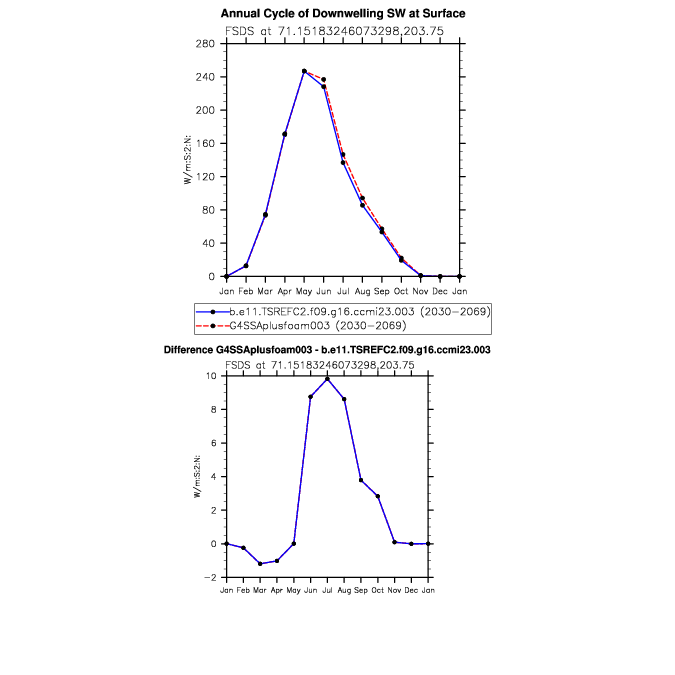 Annual Cycle of Downwelling SW at Surface
FSDS at 71.15183246073298,203.75
280
240
200
160
120
80
40
0
W/m:S:2:N:
Jan Feb Mar Apr May Jun Jul Aug Sep Oct Nov Dec Jan
b.e11.TSREFC2.f09.g16.ccmi23.003 (2030-2069)
G4SSAplusfoam003 (2030-2069)
Difference G4SSAplusfoam003 - b.e11.TSREFC2.f09.g16.ccmi23.003
FSDS at 71.15183246073298,203.75
10
8
6
4
2
0
-2
W/m:S:2:N:
Jan Feb Mar Apr May Jun Jul Aug Sep Oct Nov Dec Jan